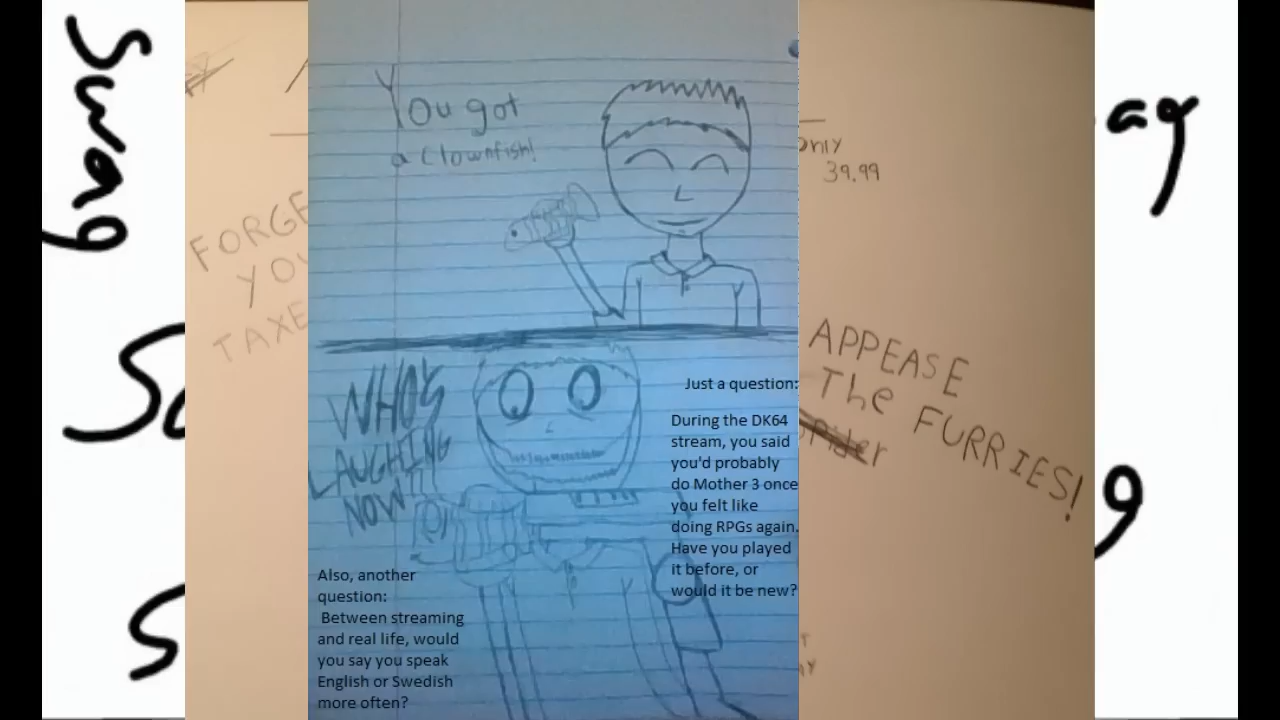 Swag
ag
FORGE
YOU
TAXE
You got
a Clownfish!
only
39.99
WHO'S
LAUGHING
NOW!!!
Just a question:
During the DK64
stream, you said
you'd probably
do Mother 3 once
you felt like
doing RPGs again.
Have you played
it before, or
would it be new?
Also, another
question:
Between streaming
and real life, would
you say you speak
English or Swedish
more often?
APPEASE
The FURRIES!
S
g
S